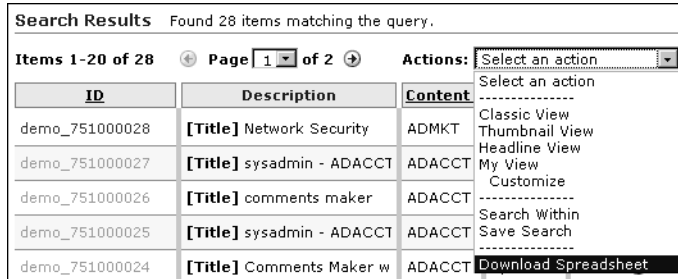 Search Results Found 28 items matching the query.
Items 1-20 of 28 Page 1 of 2 Actions: Select an action
ID Description Content
Select an action
--------------
Classic View
Thumbnail View
Headline View
My View
Customize
--------------
Search Within
Save Search
--------------
Download Spreadsheet
demo_751000028 [Title] Network Security ADMKT
demo_751000027 [Title] sysadmin - ADACCT ADACCT
demo_751000026 [Title] comments maker ADACCT
demo_751000025 [Title] sysadmin - ADACCT ADACCT
demo_751000024 [Title] Comments Maker w ADACCT